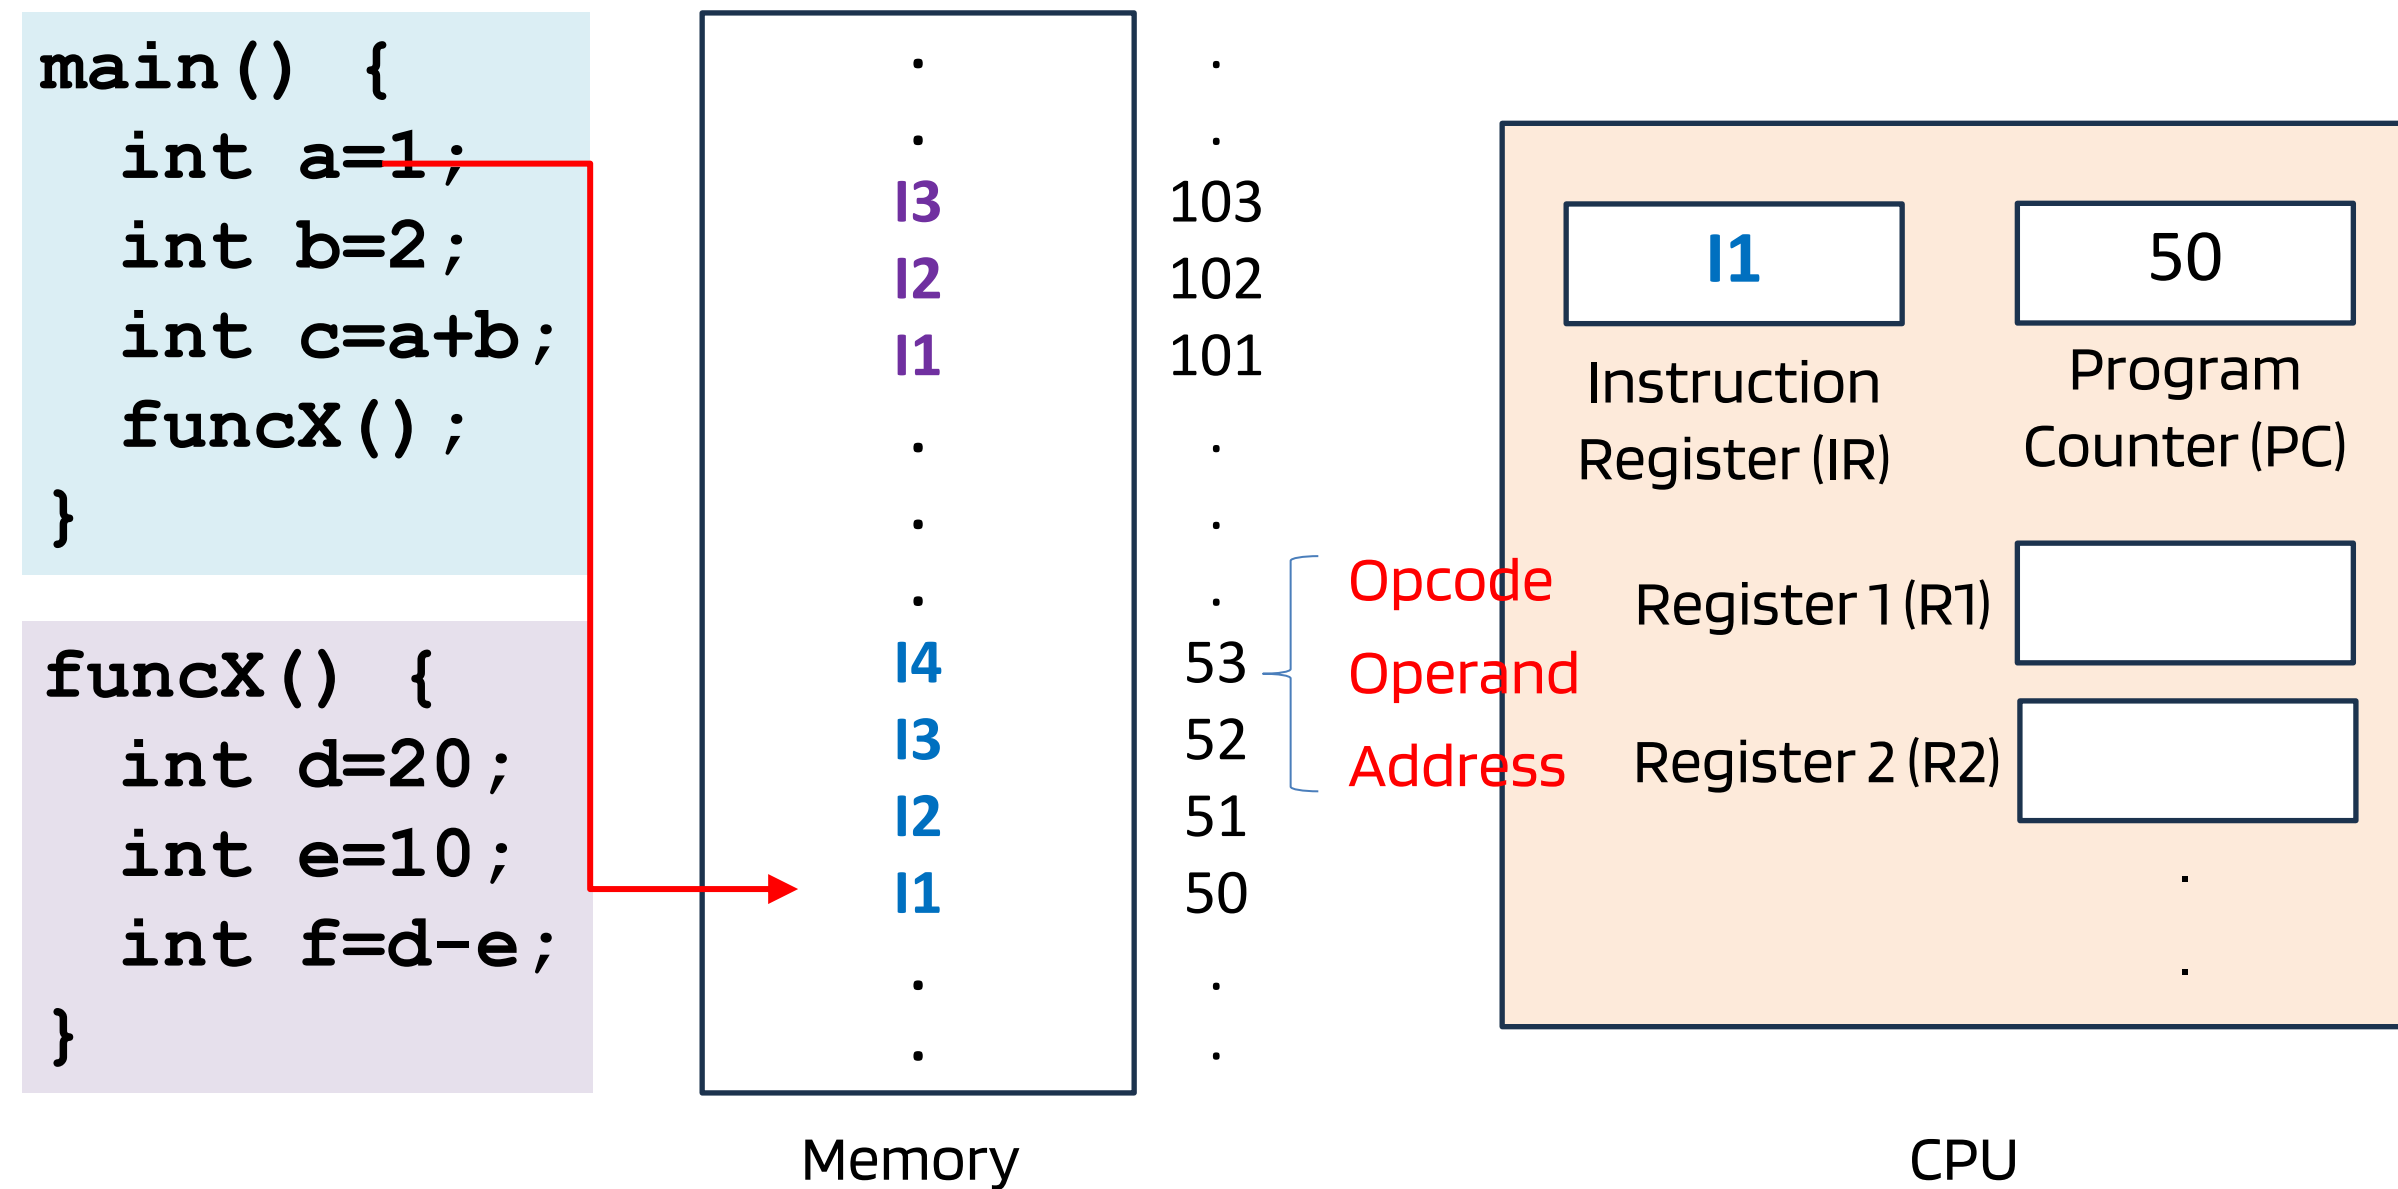 main() {
int a=1;
int b=2;
int c=a+b;
funcX();
}
funcX() {
int d=20;
int e=10;
int f=d-e;
}
.
.
I3 103
I2 102
I1 101
.
.
.
I4 53
I3 52
I2 51
I1 50
.
.
Memory
Opcode
Operand
Address
I1
Instruction
Register (IR)
50
Program
Counter (PC)
Register 1 (R1)
Register 2 (R2)
.
.
CPU